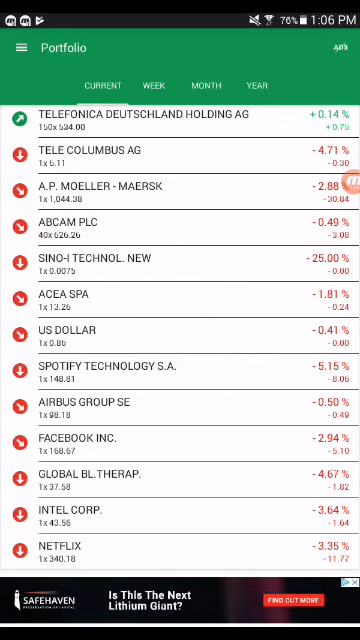 76% 1:06 PM
Portfolio
AD'S
CURRENT WEEK MONTH YEAR
TELEFONICA DEUTSCHLAND HOLDING AG + 0.14 %
150x 534.00 + 0.75
TELE COLUMBUS AG - 4.71 %
1x 6.11 - 0.30
A.P. MOELLER - MAERSK - 2.88 %
1x 1,044.38 - 30.84
ABCAM PLC - 0.49 %
40x 626.26 - 3.08
SINO-I TECHNOL. NEW - 25.00 %
1x 0.0075 - 0.00
ACEA SPA - 1.81 %
1x 13.26 - 0.24
US DOLLAR - 0.41 %
1x 0.86 - 0.00
SPOTIFY TECHNOLOGY S.A. - 5.15 %
1x 148.81 - 8.06
AIRBUS GROUP SE - 0.50 %
1x 98.18 - 0.49
FACEBOOK INC. - 2.94 %
1x 168.67 - 5.10
GLOBAL BL.THERAP. - 4.67 %
1x 37.58 - 1.82
INTEL CORP. - 3.64 %
1x 43.56 - 1.64
NETFLIX - 3.35 %
1x 340.18 - 11.77
SAFEHAVEN
PRESERVATION OF CAPITAL
Is This The Next
Lithium Giant?
FIND OUT MORE